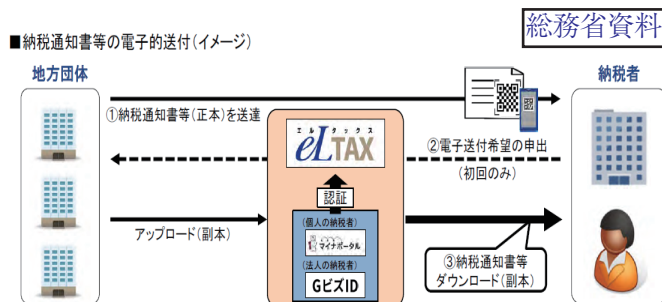 総務省資料
■納税通知書等の電子的送付(イメージ)
地方団体
納税者
①納税通知書等(正本)を送達
エルタックス
eLTAX
②電子送付希望の申出
(初回のみ)
認証
アップロード(副本)
(個人の納税者)
マイナポータル
(法人の納税者)
GビズID
③納税通知書等
ダウンロード(副本)